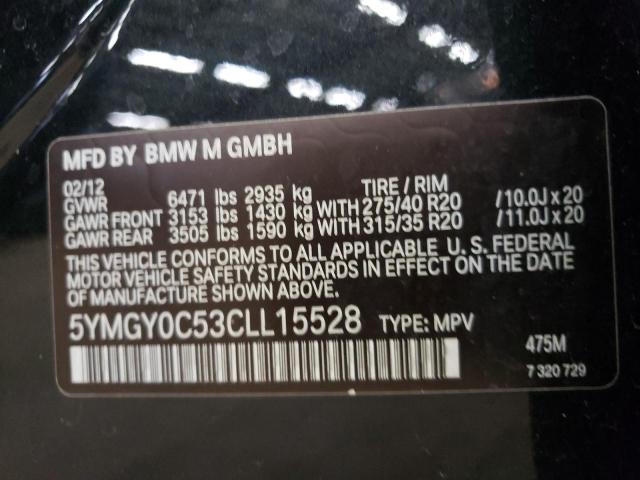 MFD BY BMW M GMBH
02/12
GVWR 6471 lbs 2935 kg TIRE / RIM
GAWR FRONT 3153 lbs 1430 kg WITH 275/40 R20 / 10.0J x 20
GAWR REAR 3505 lbs 1590 kg WITH 315/35 R20 / 11.0J x 20
THIS VEHICLE CONFORMS TO ALL APPLICABLE U. S. FEDERAL
MOTOR VEHICLE SAFETY STANDARDS IN EFFECT ON THE DATE
OF MANUFACTURE SHOWN ABOVE.
5YMGY0C53CLL15528 TYPE: MPV
475M
7 320 729